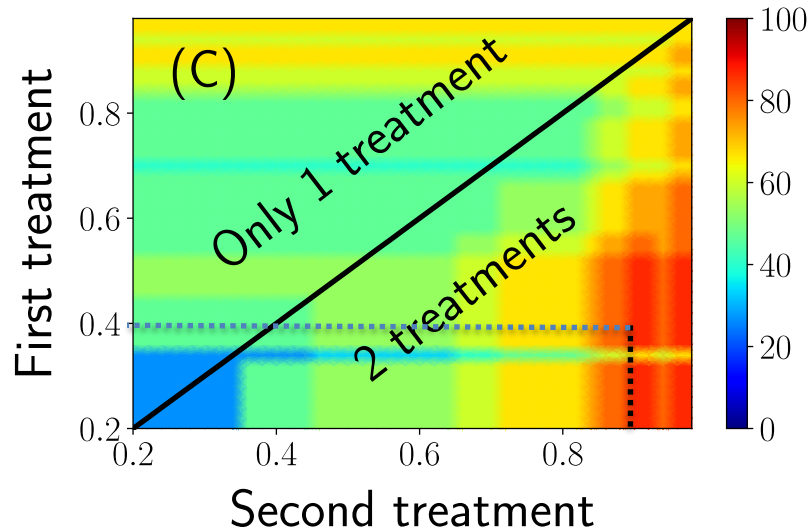 (C)
Only 1 treatment
2 treatments
First treatment
0.8
0.6
0.4
0.2
0.2 0.4 0.6 0.8
Second treatment
100
80
60
40
20
0